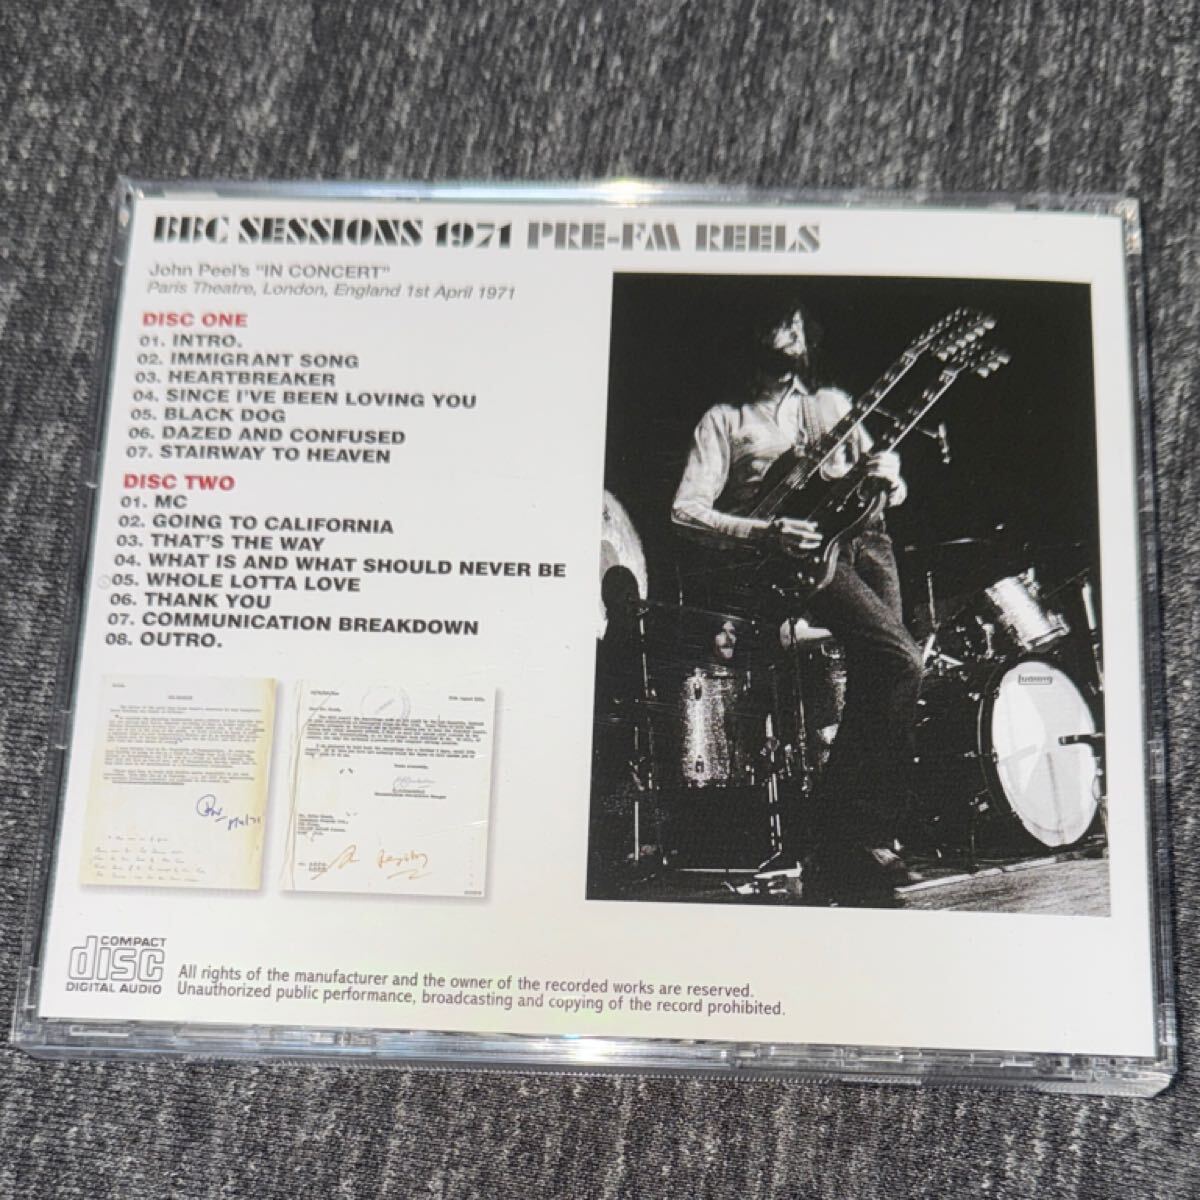 BBC SESSIONS 1971 PRE-FM REELS
John Peel's "IN CONCERT"
Paris Theatre, London, England 1st April 1971
DISC ONE
01. INTRO.
02. IMMIGRANT SONG
03. HEARTBREAKER
04. SINCE I'VE BEEN LOVING YOU
05. BLACK DOG
06. DAZED AND CONFUSED
07. STAIRWAY TO HEAVEN
DISC TWO
01. MC
02. GOING TO CALIFORNIA
03. THAT'S THE WAY
04. WHAT IS AND WHAT SHOULD NEVER BE
05. WHOLE LOTTA LOVE
06. THANK YOU
07. COMMUNICATION BREAKDOWN
08. OUTRO.
Ludwig
COMPACT
disc
DIGITAL AUDIO
All rights of the manufacturer and the owner of the recorded works are reserved.
Unauthorized public performance, broadcasting and copying of the record prohibited.